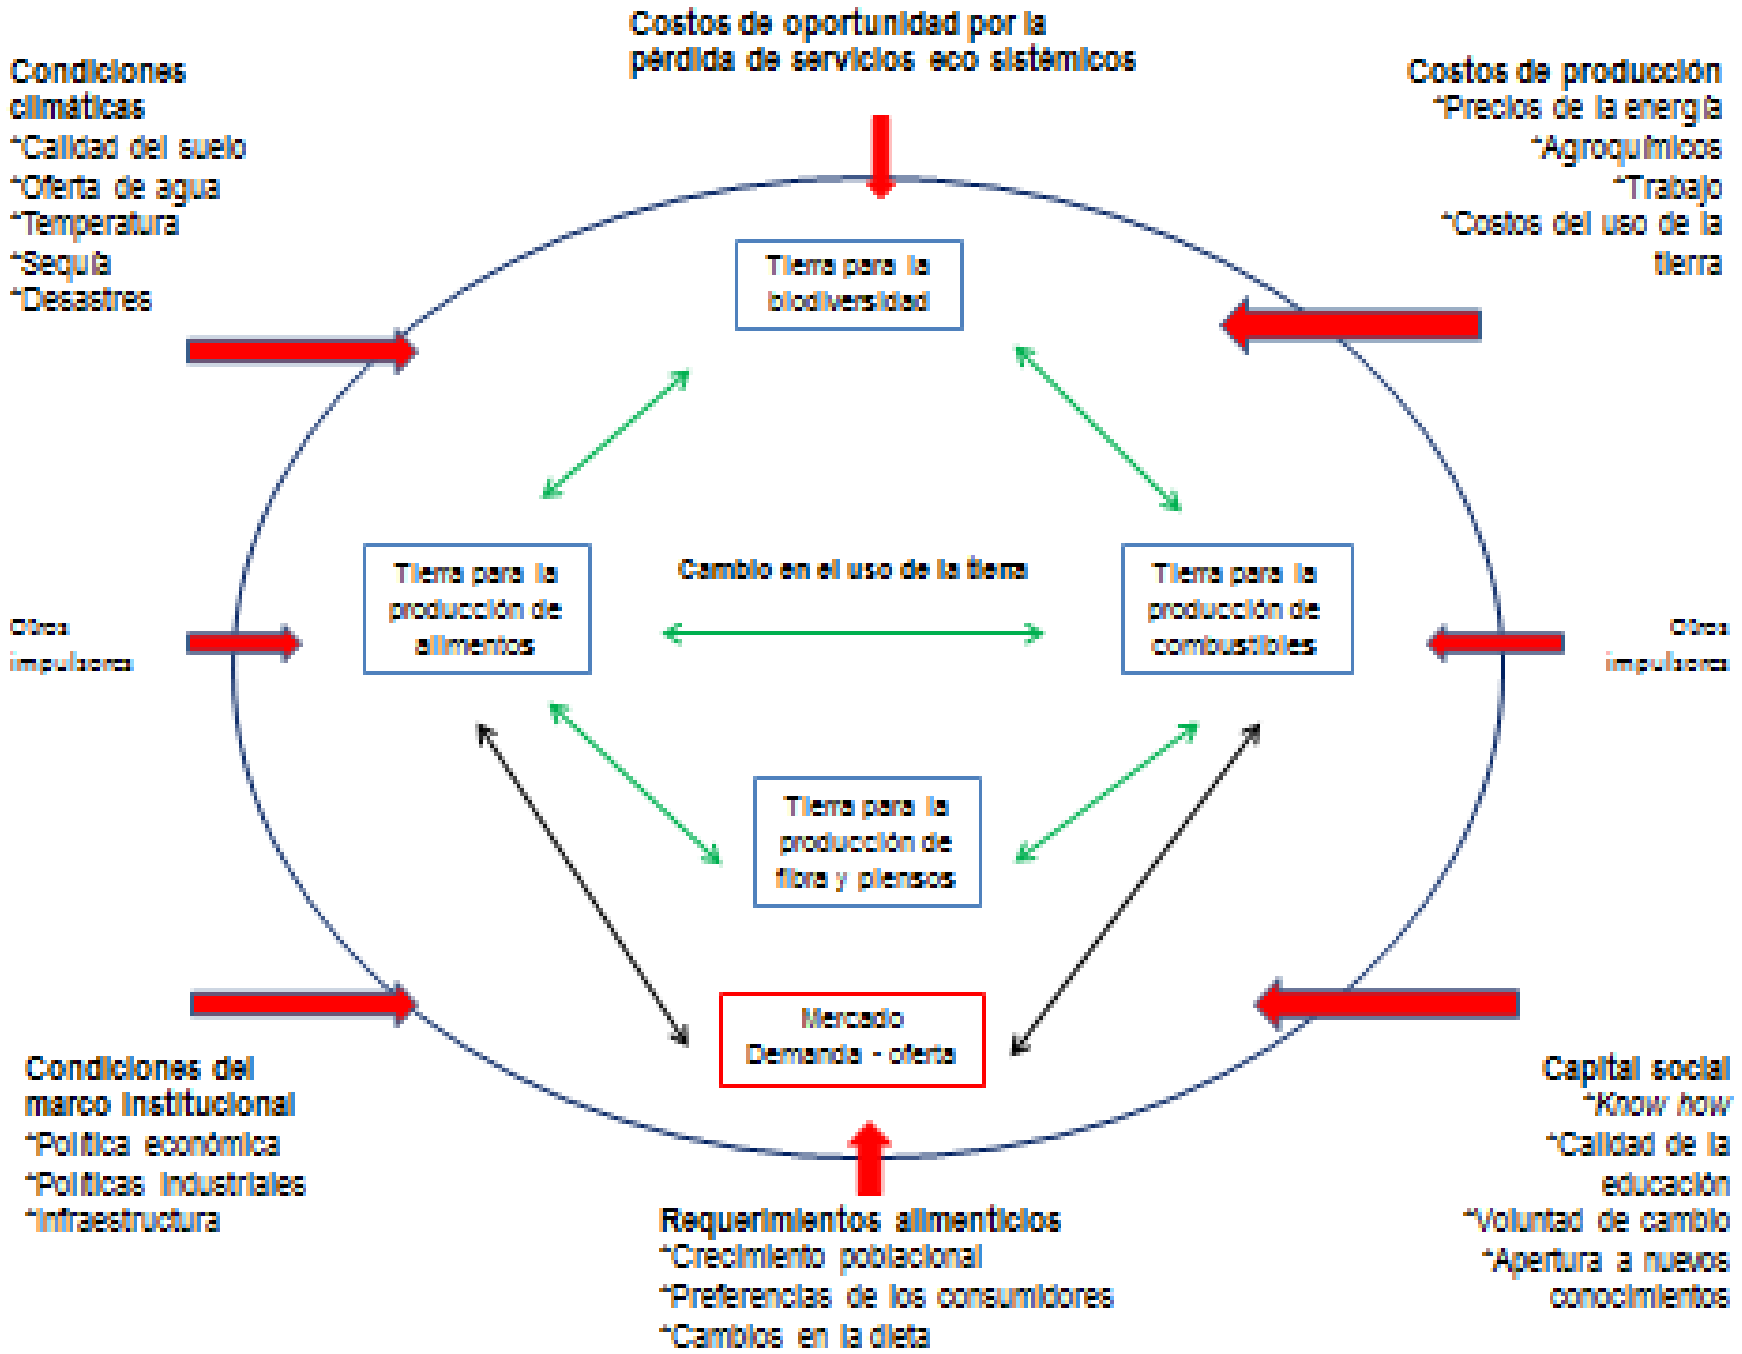 Costos de oportunidad por la
pérdida de servicios eco sistémicos
Condiciones
climáticas
*Calidad del suelo
*Oferta de agua
*Temperatura
*Sequía
*Desastres
Costos de producción
*Precios de la energía
*Agroquímicos
*Trabajo
*Costos del uso de la
tierra
Tierra para la
biodiversidad
Tierra para la
producción de
alimentos
Cambio en el uso de la tierra
Tierra para la
producción de
combustibles
Otros
impulsores
Otros
impulsores
Tierra para la
producción de
fibra y piensos
Mercado
Demanda - oferta
Condiciones del
marco institucional
*Política económica
*Políticas industriales
*Infraestructura
Requerimientos alimenticios
*Crecimiento poblacional
*Preferencias de los consumidores
*Cambios en la dieta
Capital social
*Know how
*Calidad de la
educación
*Voluntad de cambio
*Apertura a nuevos
conocimientos